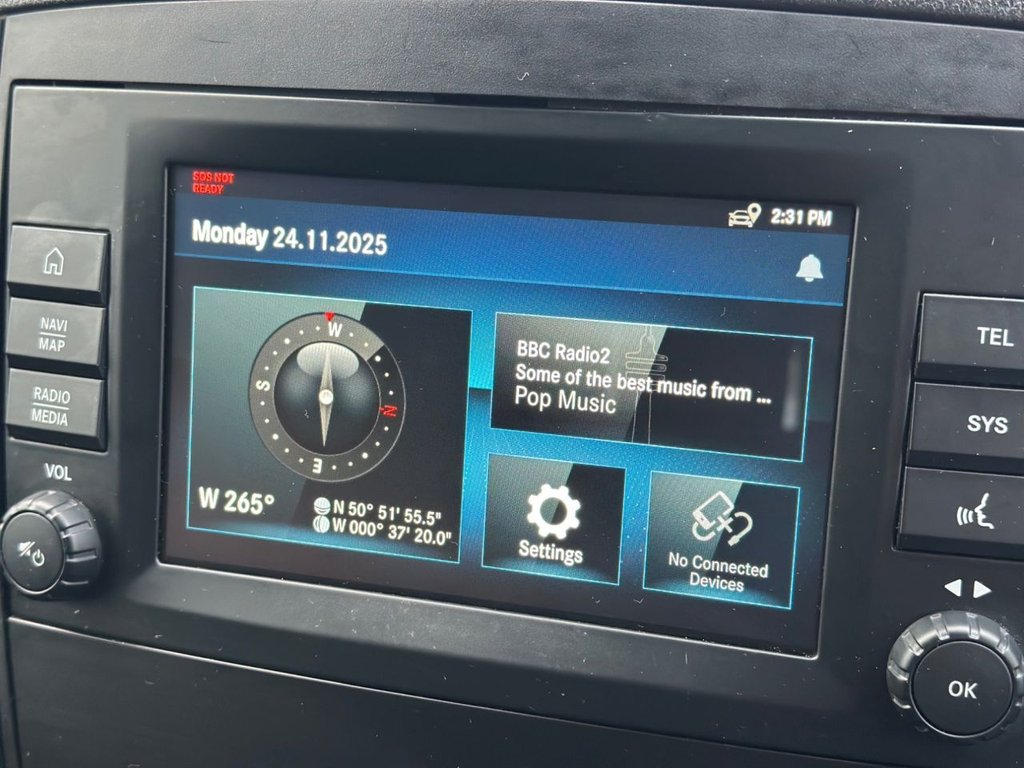 SOS NOT
READY
2:31 PM
Monday 24.11.2025
NAVI
MAP
RADIO
MEDIA
VOL
W
S
N
E
W 265°
N 50° 51' 55.5"
W 000° 37' 20.0"
BBC Radio2
Some of the best music from ...
Pop Music
Settings
No Connected
Devices
TEL
SYS
OK